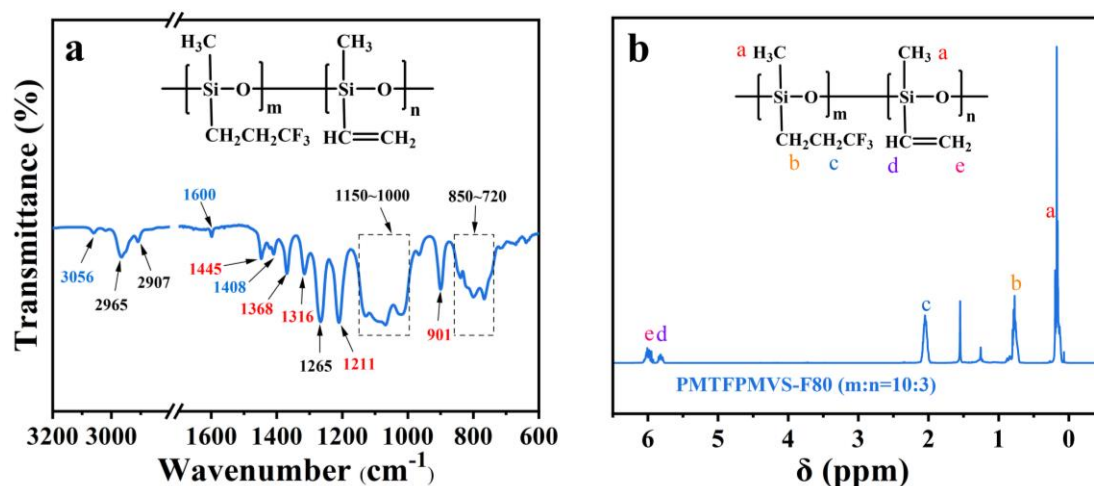 a
H₃C CH₃
Si—O Si—O
m n
CH₂CH₂CF₃ HC=CH₂
Transmittance (%)
1600
1150~1000
850~720
3056
2965
2907
1445
1408
1368
1316
1265
1211
901
3200 3000 1600 1400 1200 1000 800 600
Wavenumber (cm⁻¹)
b
a H₃C CH₃ a
Si—O Si—O
m n
CH₂CH₂CF₃ HC=CH₂
b c d e
a
b
c
e d
PMTFPMVS-F80 (m:n=10:3)
6 5 4 3 2 1 0
δ (ppm)